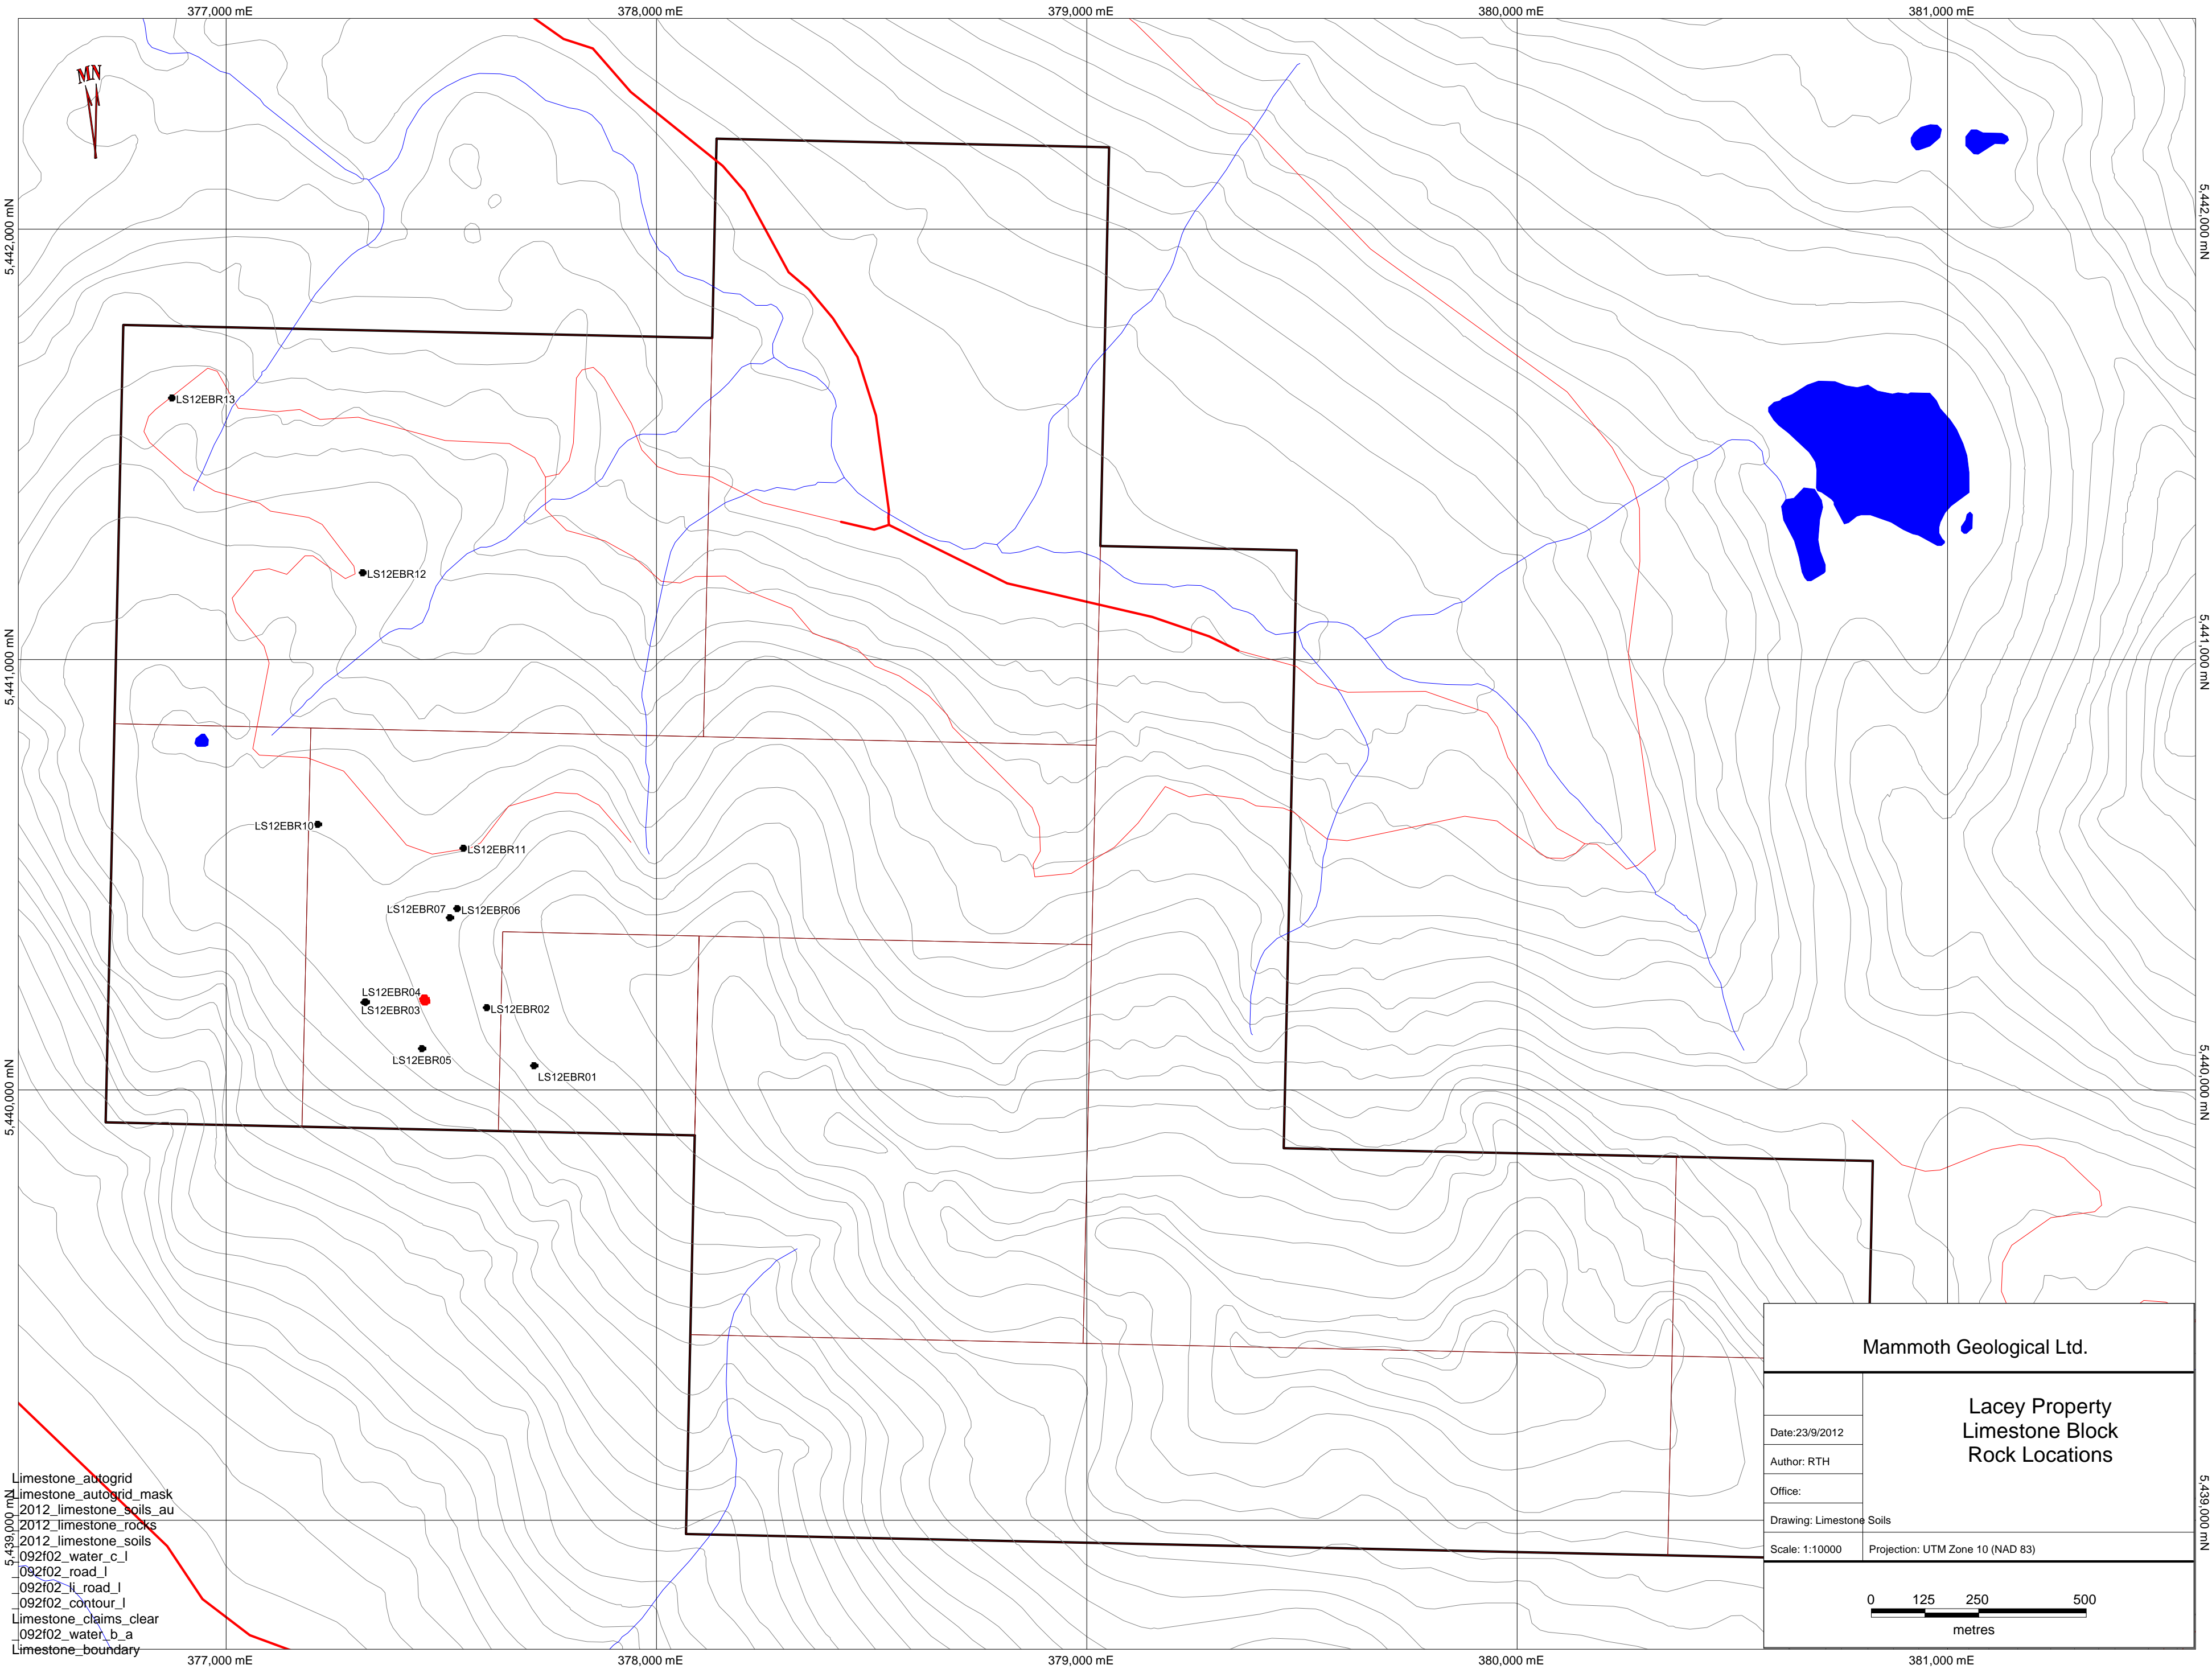 377,000 mE
378,000 mE
379,000 mE
380,000 mE
381,000 mE
MN
5,442,000 mN
5,442,000 mN
LS12EBR13
LS12EBR12
5,441,000 mN
5,441,000 mN
LS12EBR10
LS12EBR11
LS12EBR07
LS12EBR06
LS12EBR04
LS12EBR03
LS12EBR02
LS12EBR05
LS12EBR01
5,440,000 mN
5,440,000 mN
Mammoth Geological Ltd.
Lacey Property
Limestone Block
Rock Locations
Date:23/9/2012
Author: RTH
Office:
Drawing: Limestone Soils
Scale: 1:10000
Projection: UTM Zone 10 (NAD 83)
0 125 250 500
metres
5,439,000 mN
5,439,000 mN
Limestone_autogrid
Limestone_autogrid_mask
_2012_limestone_soils_au
_2012_limestone_rocks
_2012_limestone_soils
_092f02_water_c_l
_092f02_road_l
_092f02_li_road_l
_092f02_contour_l
Limestone_claims_clear
_092f02_water_b_a
Limestone_boundary
377,000 mE
378,000 mE
379,000 mE
380,000 mE
381,000 mE